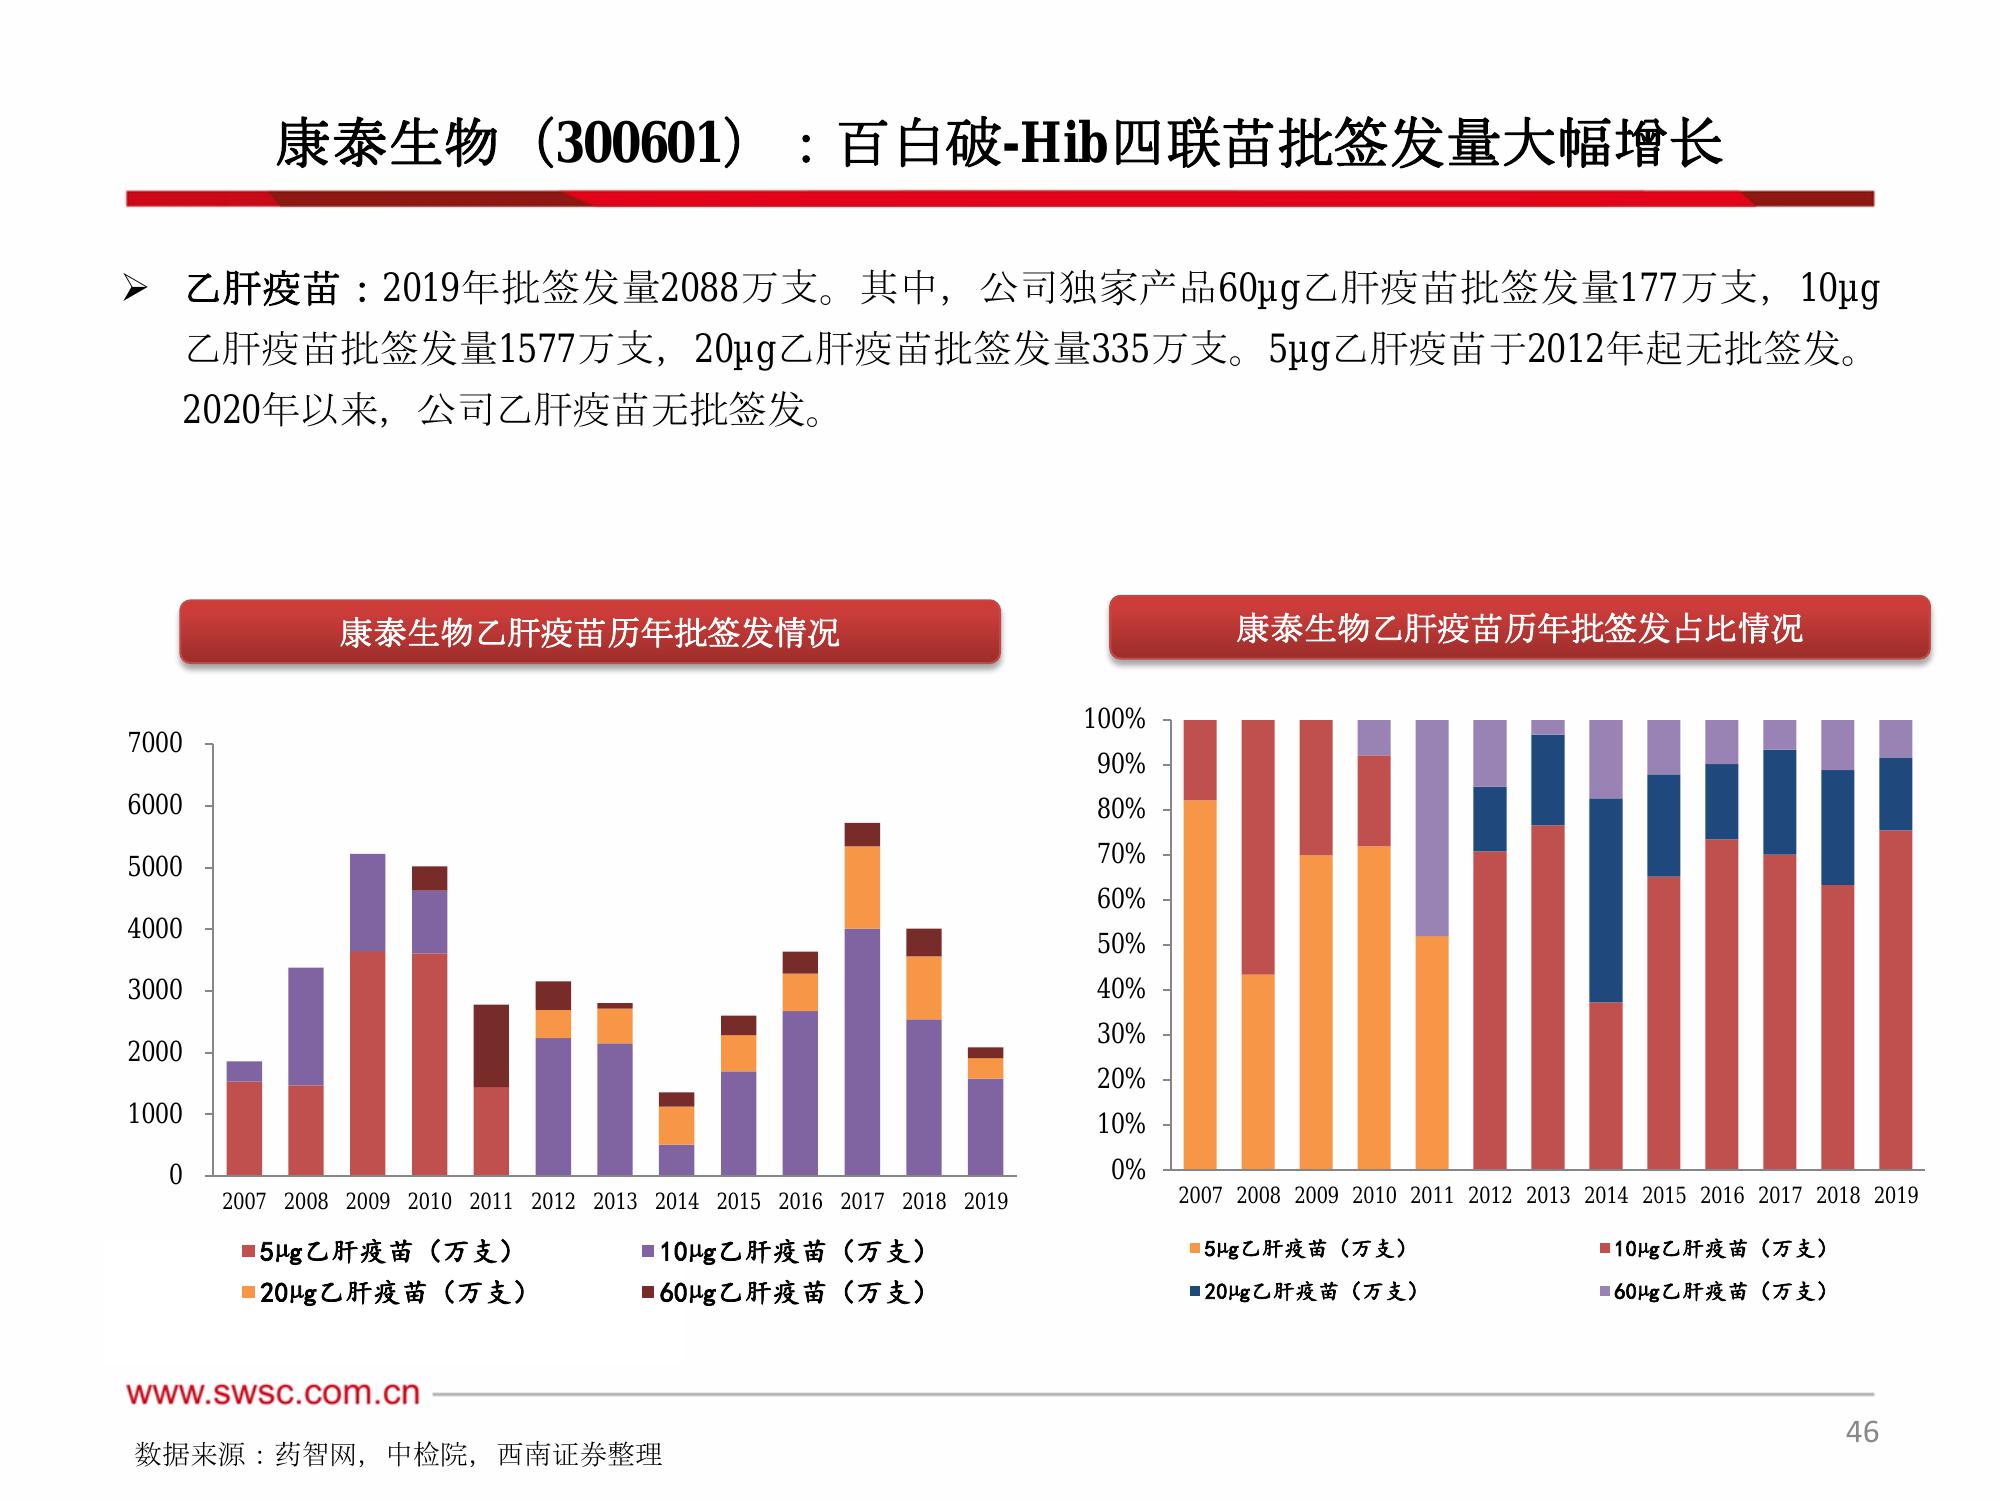 康泰生物（300601）：百白破-Hib四联苗批签发量大幅增长
➢ 乙肝疫苗：2019年批签发量2088万支。其中，公司独家产品60μg乙肝疫苗批签发量177万支，10μg
乙肝疫苗批签发量1577万支，20μg乙肝疫苗批签发量335万支。5μg乙肝疫苗于2012年起无批签发。
2020年以来，公司乙肝疫苗无批签发。
康泰生物乙肝疫苗历年批签发情况
7000
6000
5000
4000
3000
2000
1000
0
2007 2008 2009 2010 2011 2012 2013 2014 2015 2016 2017 2018 2019
5μg乙肝疫苗（万支） 10μg乙肝疫苗（万支）
20μg乙肝疫苗（万支） 60μg乙肝疫苗（万支）
康泰生物乙肝疫苗历年批签发占比情况
100%
90%
80%
70%
60%
50%
40%
30%
20%
10%
0%
2007 2008 2009 2010 2011 2012 2013 2014 2015 2016 2017 2018 2019
5μg乙肝疫苗（万支） 10μg乙肝疫苗（万支）
20μg乙肝疫苗（万支） 60μg乙肝疫苗（万支）
www.swsc.com.cn
46
数据来源：药智网，中检院，西南证券整理